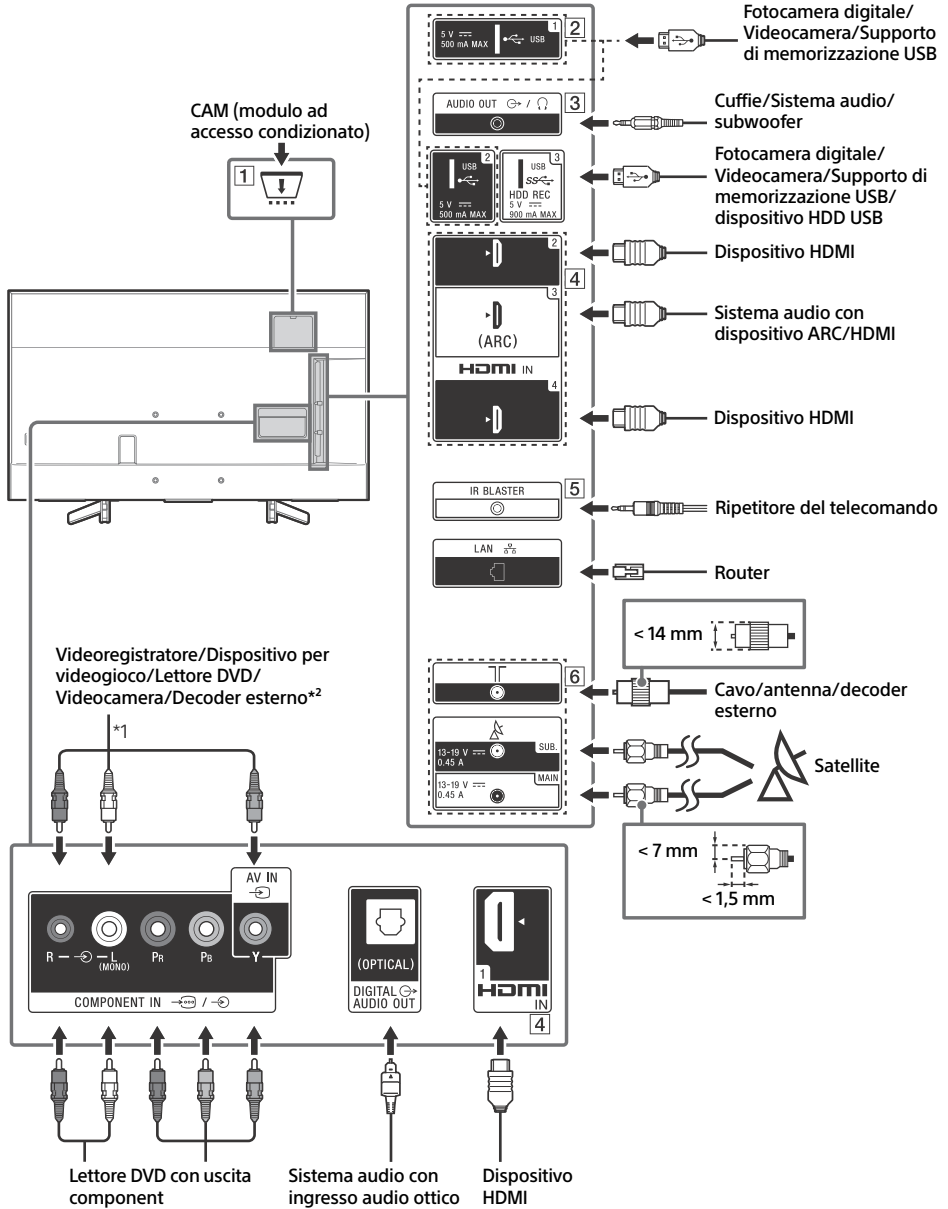 5 V
500 mA MAX
USB
1
2
Fotocamera digitale/
Videocamera/Supporto
di memorizzazione USB
AUDIO OUT
/
3
Cuffie/Sistema audio/
subwoofer
CAM (modulo ad
accesso condizionato)
1
2
USB
5 V
500 mA MAX
3
USB
SS
HDD REC
5 V
900 mA MAX
Fotocamera digitale/
Videocamera/Supporto di
memorizzazione USB/
dispositivo HDD USB
2
4
Dispositivo HDMI
3
(ARC)
Sistema audio con
dispositivo ARC/HDMI
HDMI IN
4
Dispositivo HDMI
IR BLASTER
5
Ripetitore del telecomando
LAN
Router
< 14 mm
6
Cavo/antenna/decoder
esterno
13-19 V
0.45 A
SUB.
13-19 V
0.45 A
MAIN
Satellite
< 7 mm
< 1,5 mm
Videoregistratore/Dispositivo per
videogioco/Lettore DVD/
Videocamera/Decoder esterno*2
*1
AV IN
R
L
(MONO)
PR
PB
Y
COMPONENT IN
/
(OPTICAL)
DIGITAL
AUDIO OUT
1
HDMI
IN
4
Lettore DVD con uscita
component
Sistema audio con
ingresso audio ottico
Dispositivo
HDMI